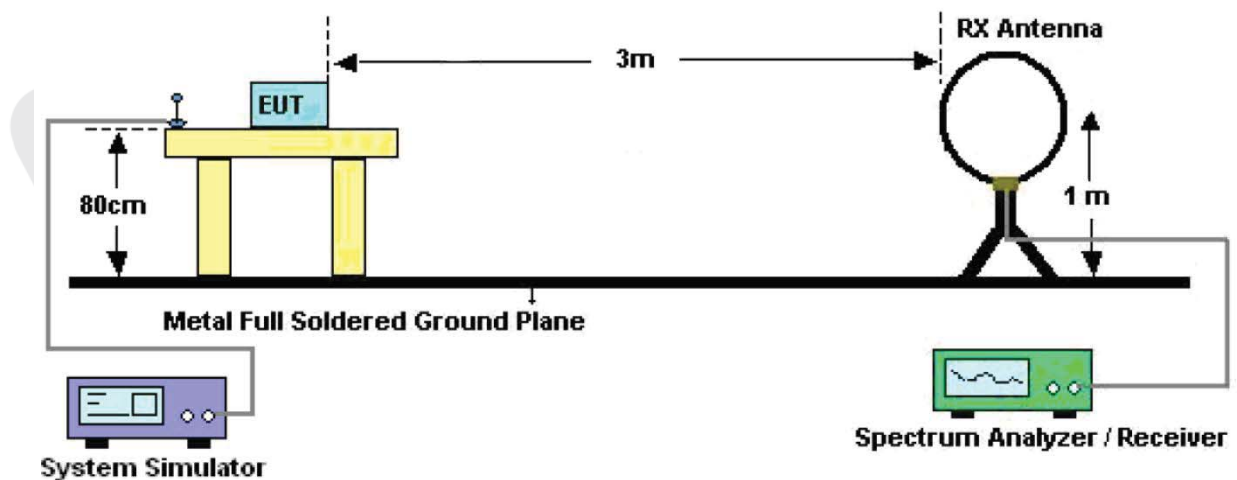 RX Antenna
3m
EUT
80cm
1 m
Metal Full Soldered Ground Plane
System Simulator
Spectrum Analyzer / Receiver